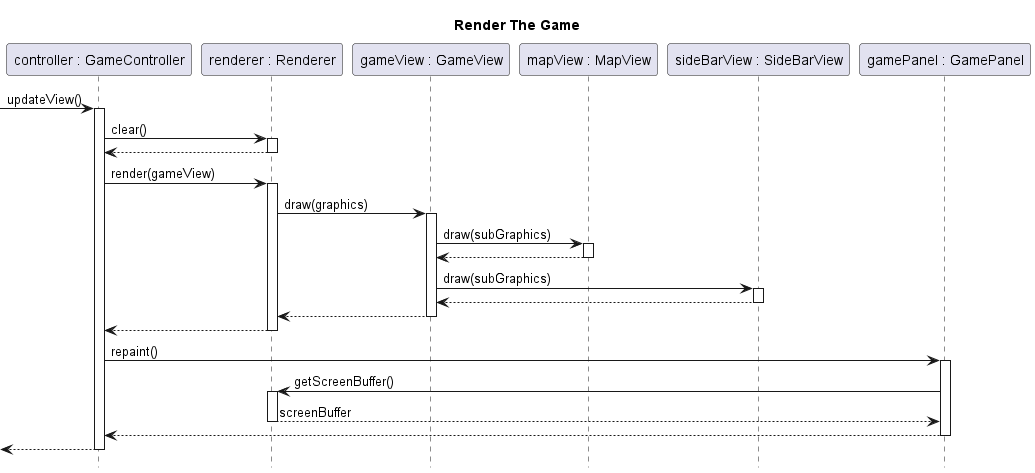 Render The Game
controller : GameController
renderer : Renderer
gameView : GameView
mapView : MapView
sideBarView : SideBarView
gamePanel : GamePanel
updateView()
clear()
render(gameView)
draw(graphics)
draw(subGraphics)
draw(subGraphics)
repaint()
getScreenBuffer()
screenBuffer